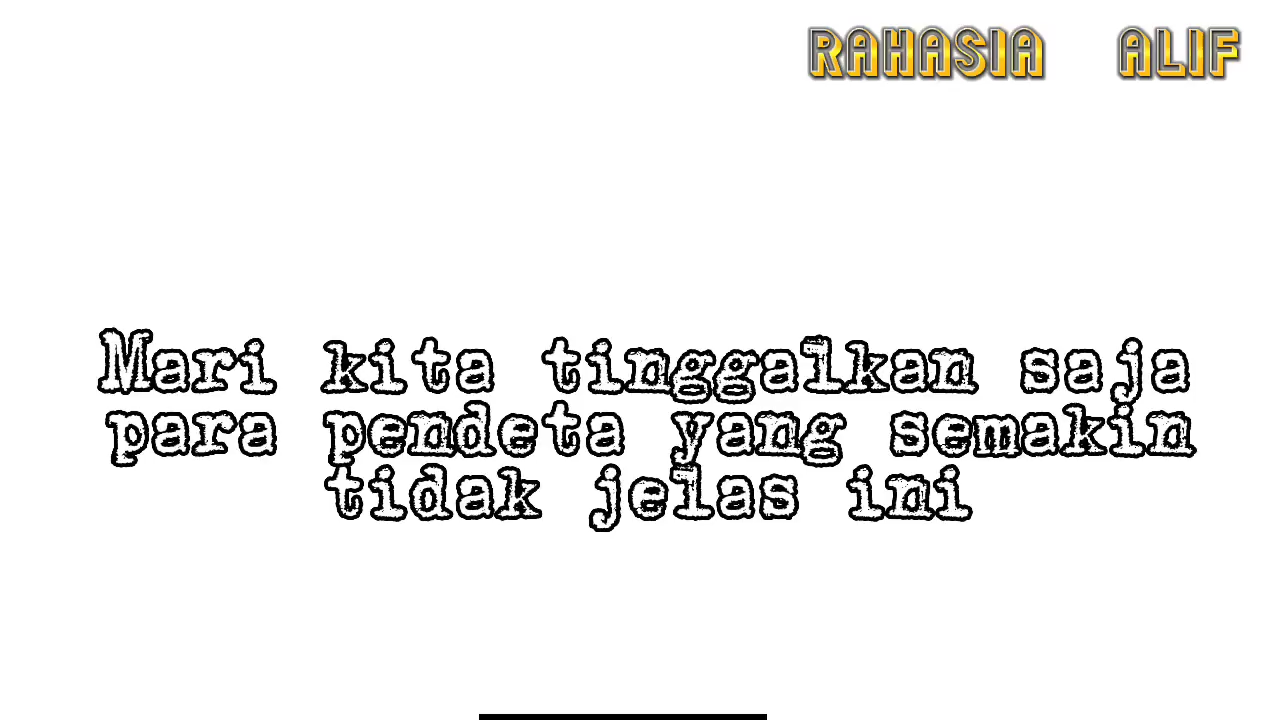 RAHASIA ALIF
Mari kita tinggalkan saja
para pendeta yang semakin
tidak jelas ini